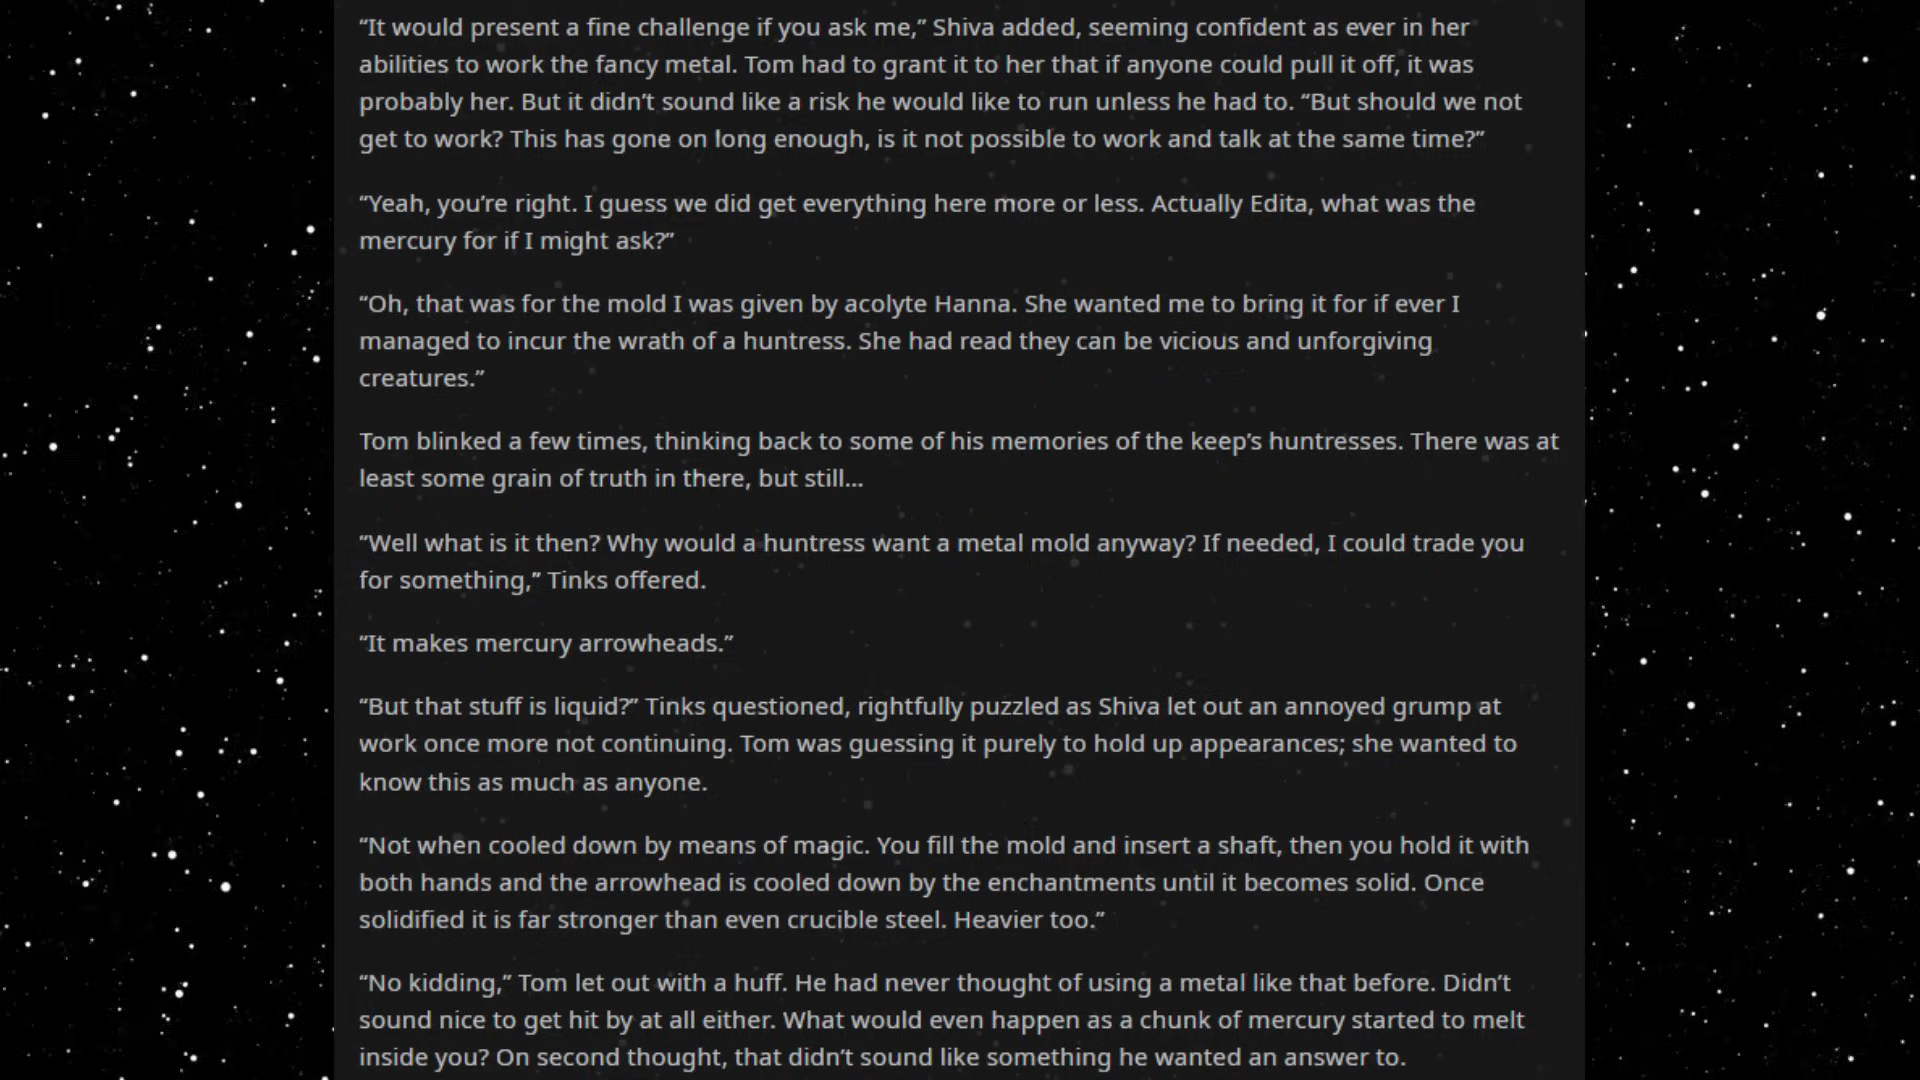 “It would present a fine challenge if you ask me,” Shiva added, seeming confident as ever in her
abilities to work the fancy metal. Tom had to grant it to her that if anyone could pull it off, it was
probably her. But it didn’t sound like a risk he would like to run unless he had to. “But should we not
get to work? This has gone on long enough, is it not possible to work and talk at the same time?”
“Yeah, you’re right. I guess we did get everything here more or less. Actually Edita, what was the
mercury for if I might ask?”
“Oh, that was for the mold I was given by acolyte Hanna. She wanted me to bring it for if ever I
managed to incur the wrath of a huntress. She had read they can be vicious and unforgiving
creatures.”
Tom blinked a few times, thinking back to some of his memories of the keep’s huntresses. There was at
least some grain of truth in there, but still…
“Well what is it then? Why would a huntress want a metal mold anyway? If needed, I could trade you
for something,” Tinks offered.
“It makes mercury arrowheads.”
“But that stuff is liquid?” Tinks questioned, rightfully puzzled as Shiva let out an annoyed grump at
work once more not continuing. Tom was guessing it purely to hold up appearances; she wanted to
know this as much as anyone.
“Not when cooled down by means of magic. You fill the mold and insert a shaft, then you hold it with
both hands and the arrowhead is cooled down by the enchantments until it becomes solid. Once
solidified it is far stronger than even crucible steel. Heavier too.”
“No kidding,” Tom let out with a huff. He had never thought of using a metal like that before. Didn’t
sound nice to get hit by at all either. What would even happen as a chunk of mercury started to melt
inside you? On second thought, that didn’t sound like something he wanted an answer to.